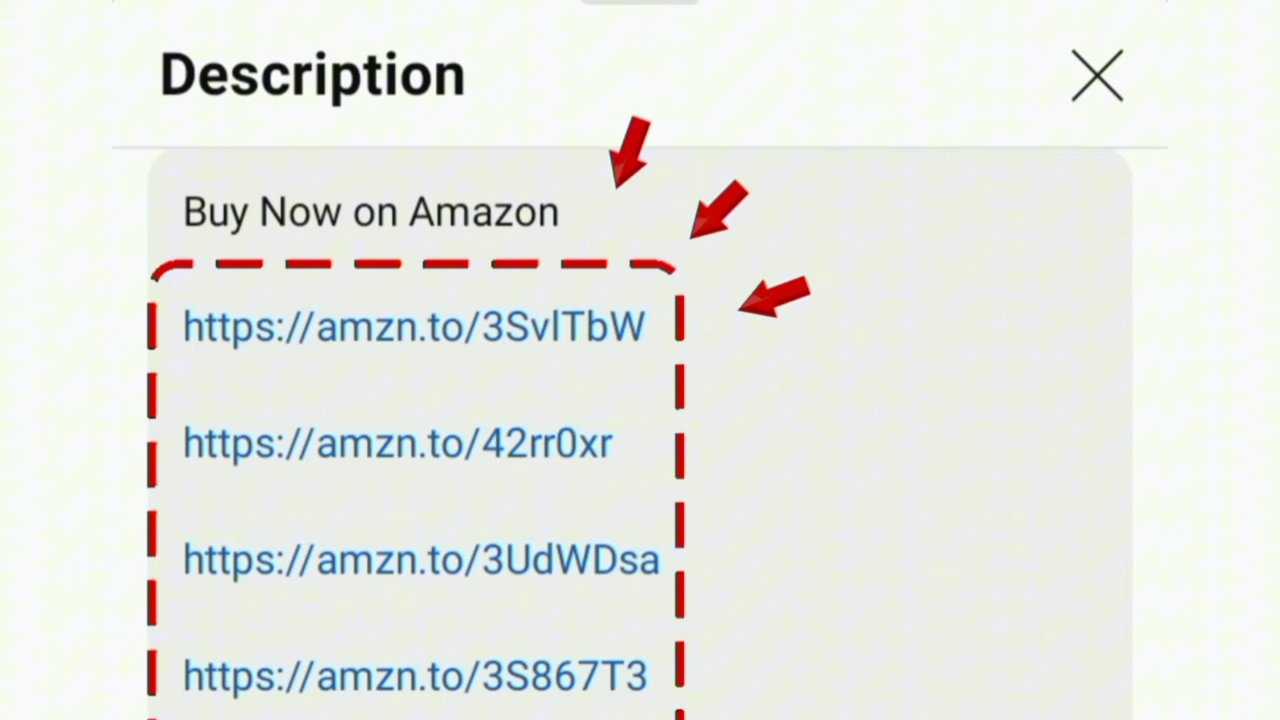 Description
Buy Now on Amazon
https://amzn.to/3SvlTbW
https://amzn.to/42rr0xr
https://amzn.to/3UdWDsa
https://amzn.to/3S867T3